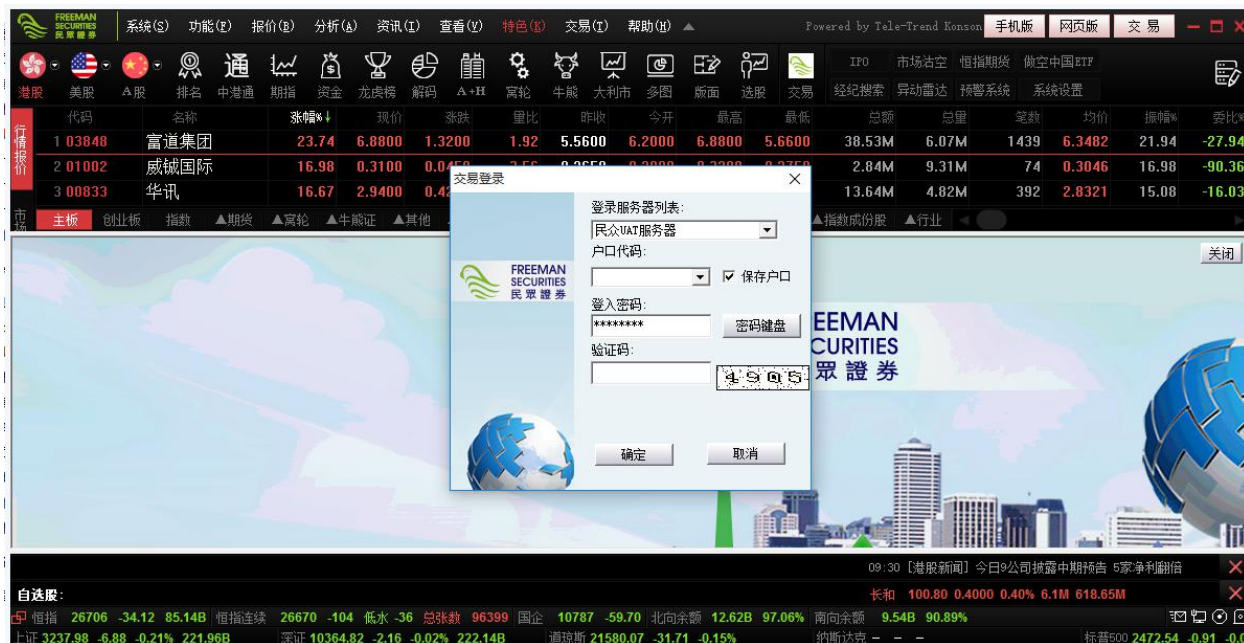 FREEMAN SECURITIES 民眾證券 系统(S) 功能(F) 报价(B) 分析(A) 资讯(I) 查看(V) 特色(K) 交易(T) 帮助(H) Powered by Tele-Trend Konson 手机版 网页版 交易
港股 美股 A股 排名 中港通 期指 资金 龙虎榜 解码 A+H 窝轮 牛熊 大利市 多图 版面 选股 交易
IPO 市场沽空 恒指期货 做空中国ETF
经纪搜索 异动雷达 预警系统 系统设置
行情报价
代码 名称 涨幅%↓ 现价 涨跌 量比 昨收 今开 最高 最低 总额 总量 笔数 均价 振幅% 委比%
1 03848 富道集团 23.74 6.8800 1.3200 1.92 5.5600 6.2000 6.8800 5.6600 38.53M 6.07M 1439 6.3482 21.94 -27.94
2 01002 威铖国际 16.98 0.3100 2.84M 9.31M 74 0.3046 16.98 -90.36
3 00833 华讯 16.67 2.9400 13.64M 4.82M 392 2.8321 15.08 -16.03
市场 主板 创业板 指数 ▲期货 ▲窝轮 ▲牛熊证 ▲其他 ▲指数成份股 ▲行业
关闭
交易登录
登录服务器列表:
民众UAT服务器
户口代码:
保存户口
FREEMAN
SECURITIES
民眾證券
登入密码:
********
密码键盘
验证码:
4905
确定 取消
EEMAN
CURITIES
眾證券
09:30 [港股新闻] 今日9公司披露中期预告 5家净利翻倍
自选股: 长和 100.80 0.4000 0.40% 6.1M 618.65M
恒指 26706 -34.12 85.14B 恒指连续 26670 -104 低水 -36 总张数 96399 国企 10787 -59.70 北向余额 12.62B 97.06% 南向余额 9.54B 90.89%
上证 3237.98 -6.88 -0.21% 221.96B 深证 10364.82 -2.16 -0.02% 222.14B 道琼斯 21580.07 -31.71 -0.15% 纳斯达克 - - - 标普500 2472.54 -0.91